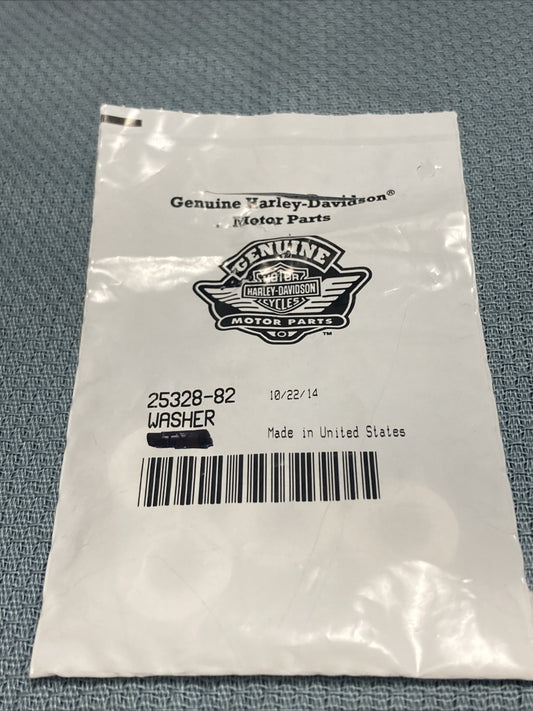 Genuine Harley-Davidson®
Motor Parts
GENUINE
MOTOR
HARLEY-DAVIDSON
CYCLES
MOTOR PARTS
™
25328-82 10/22/14
WASHER
Made in United States